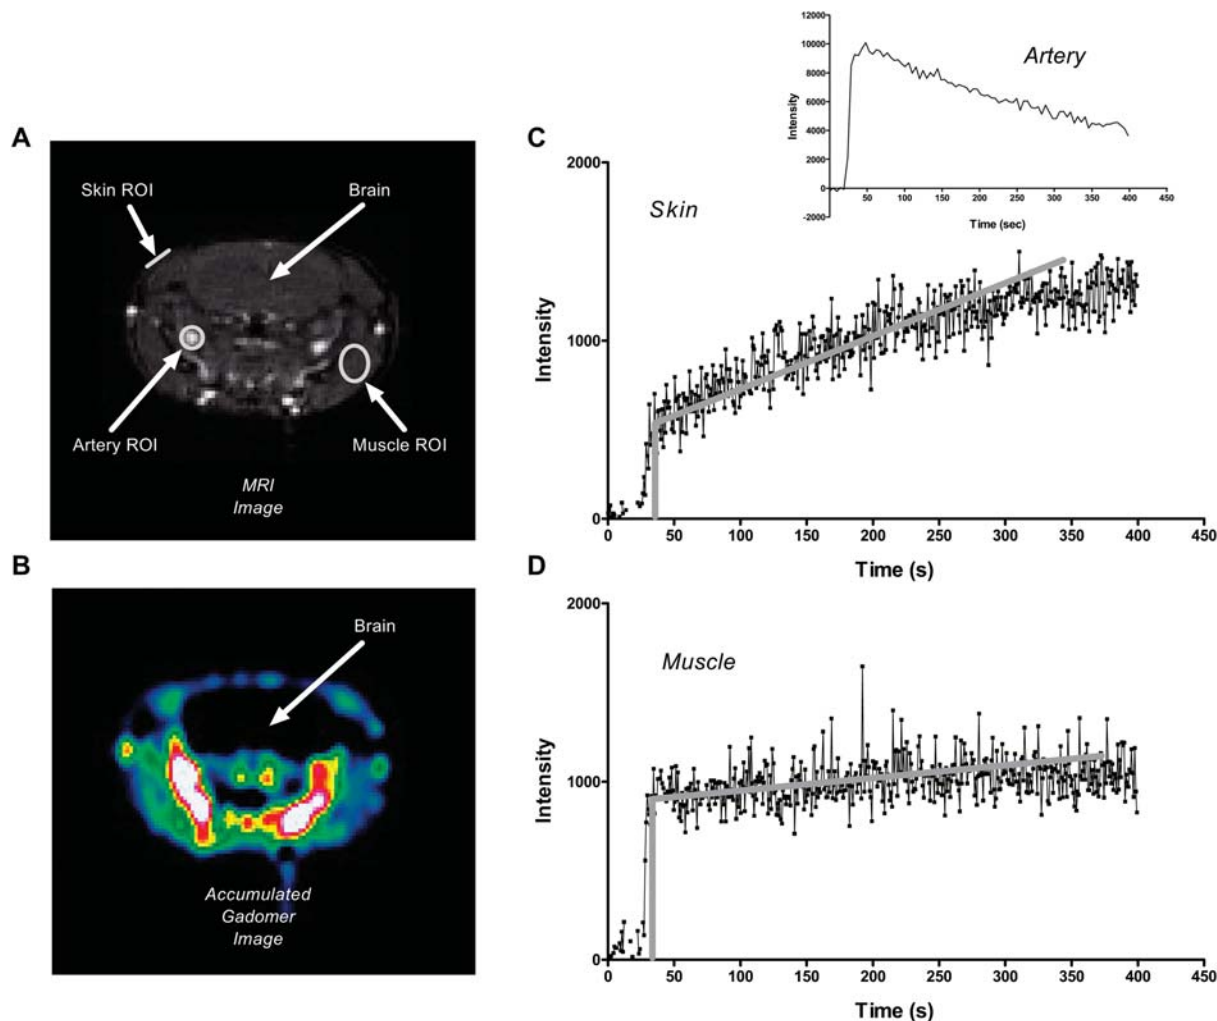 A
Skin ROI
Brain
Artery ROI
Muscle ROI
MRI
Image
B
Brain
Accumulated
Gadomer
Image
C
Artery
Intensity
12000
10000
8000
6000
4000
2000
0
-2000
50 100 150 200 250 300 350 400 450
Time (sec)
Skin
Intensity
2000
1000
0
0 50 100 150 200 250 300 350 400 450
Time (s)
D
Muscle
Intensity
2000
1000
0
50 100 150 200 250 300 350 400 450
Time (s)